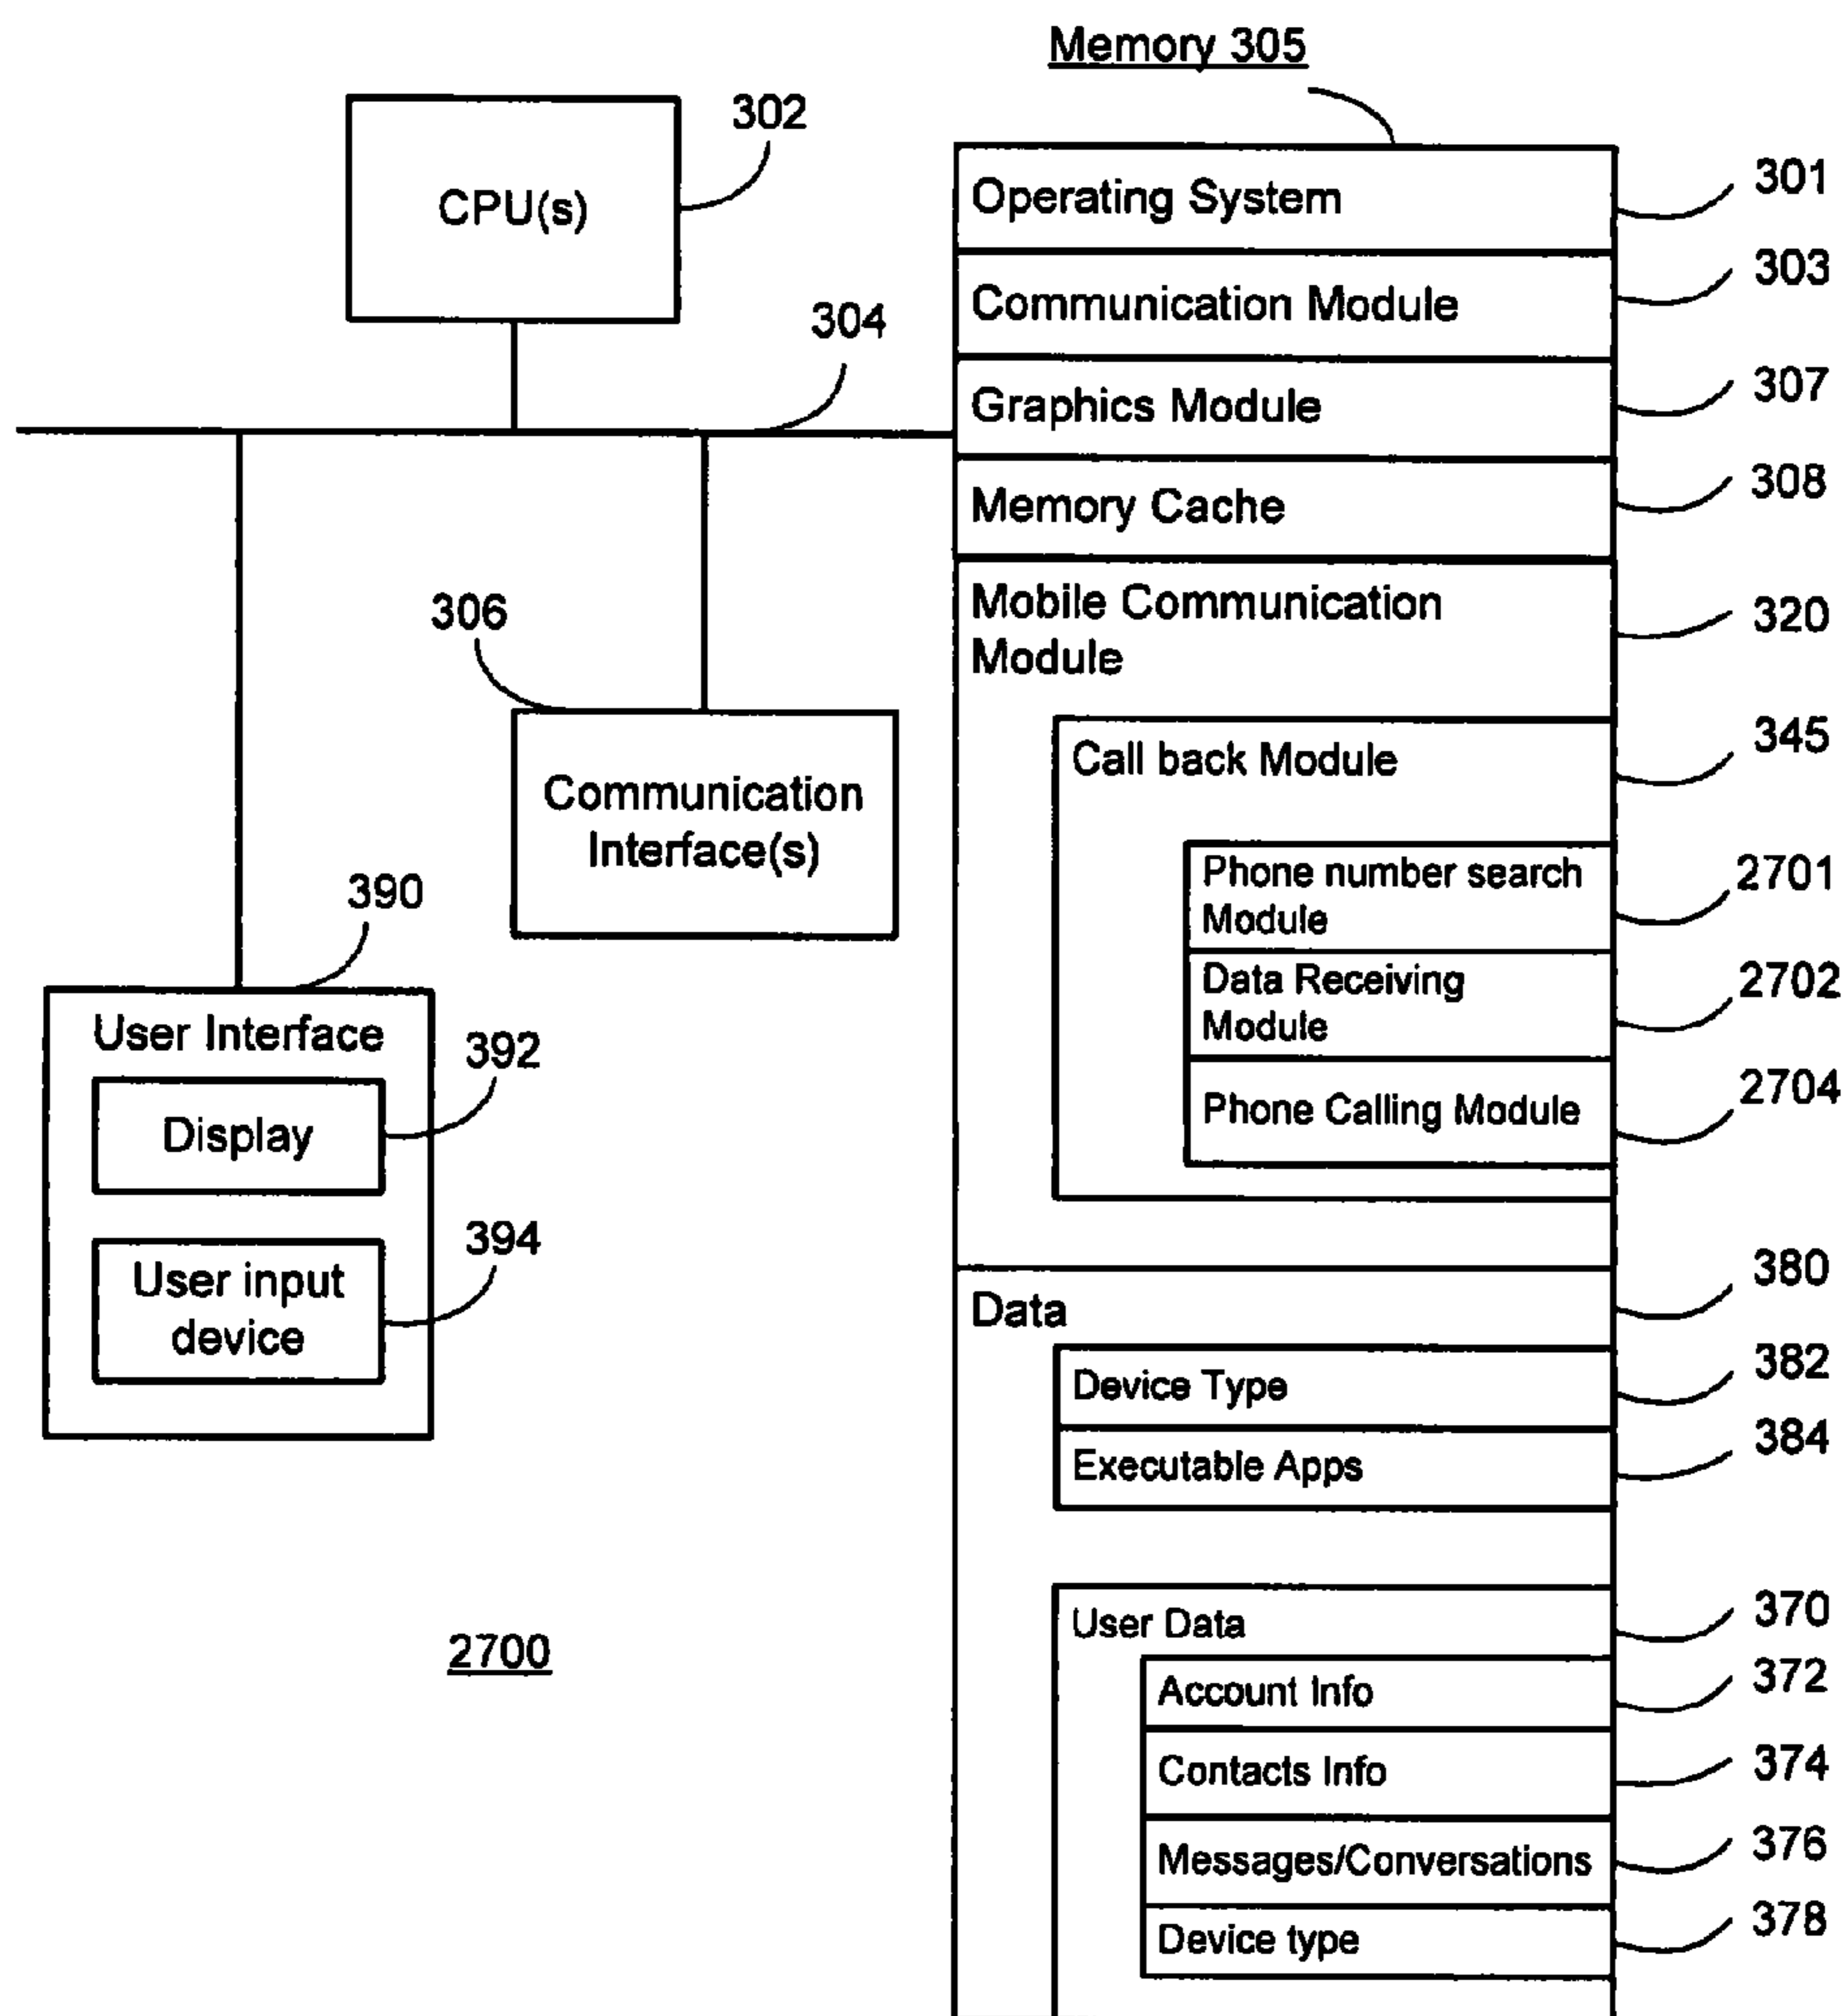 Memory 305
302
CPU(s)
304
306
Communication
Interface(s)
390
User Interface
392
Display
394
User input
device
2700
Operating System
301
Communication Module
303
Graphics Module
307
Memory Cache
308
Mobile Communication
Module
320
Call back Module
345
Phone number search
Module
2701
Data Receiving
Module
2702
Phone Calling Module
2704
Data
380
Device Type
382
Executable Apps
384
User Data
370
Account Info
372
Contacts Info
374
Messages/Conversations
376
Device type
378